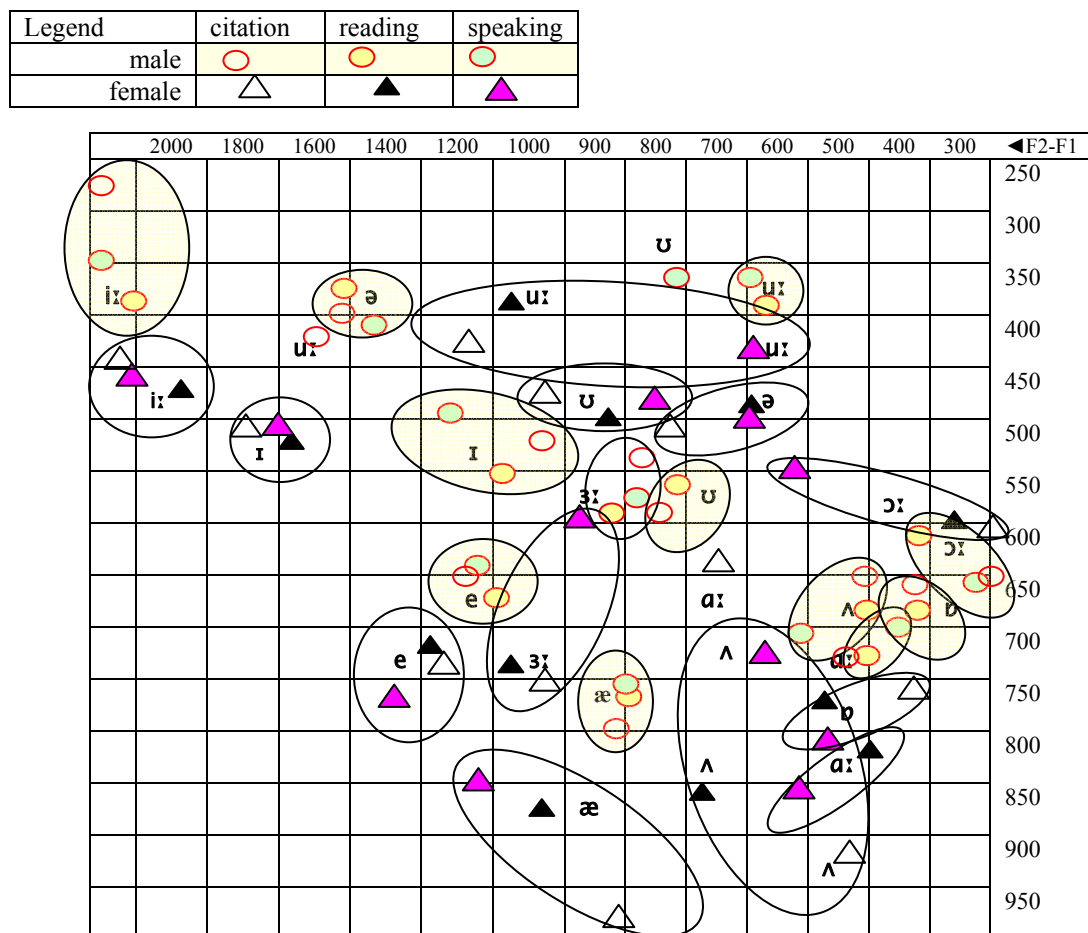 Legend citation reading speaking
male
female
2000 1800 1600 1400 1200 1000 900 800 700 600 500 400 300 ◄F2-F1
250
300
ʊ
350
iː ə uː uː
400
uː uː
450
iː ʊ ə
500
ɪ ɪ
550
ɜː ʊ ɔː
600
ɔː
650
e ɑː ʌ ɒ
700
e ɜː ʌ ɑː
750
æ ɒ
800
ʌ ɑː
850
æ
900
ʌ
950